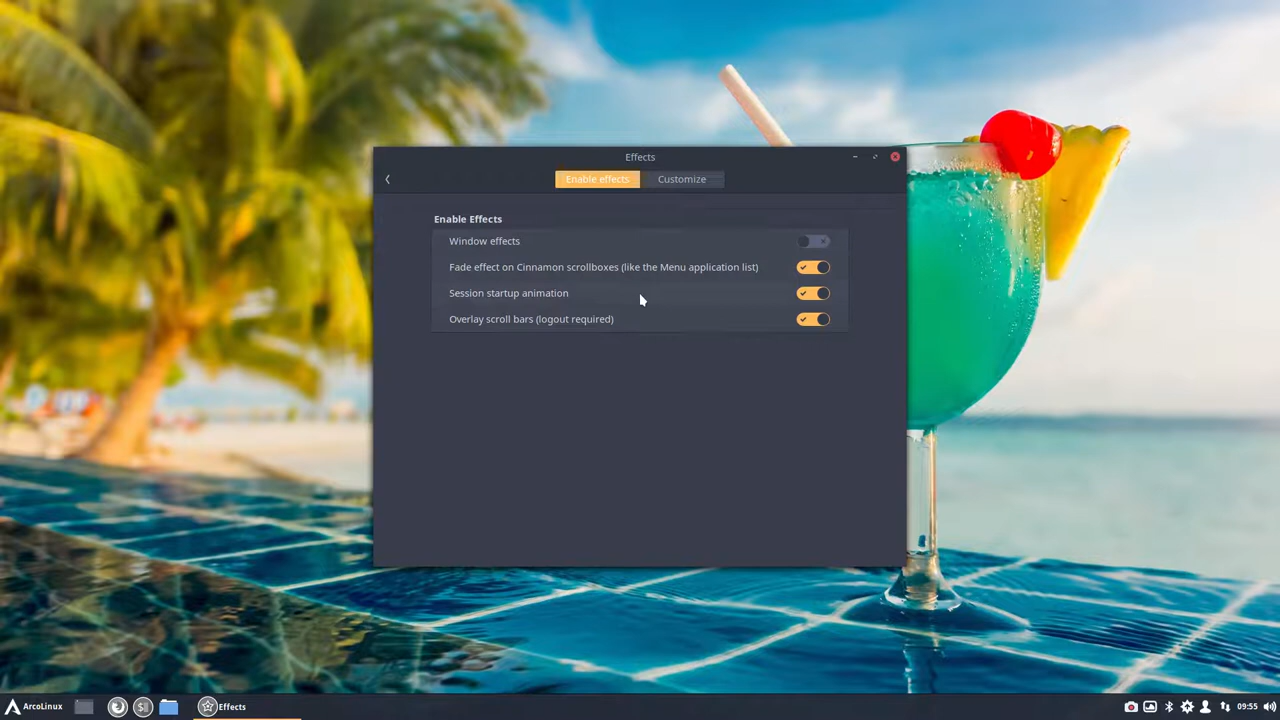 Effects
Enable effects
Customize
Enable Effects
Window effects
Fade effect on Cinnamon scrollboxes (like the Menu application list)
Session startup animation
Overlay scroll bars (logout required)
ArcoLinux
Effects
09:55